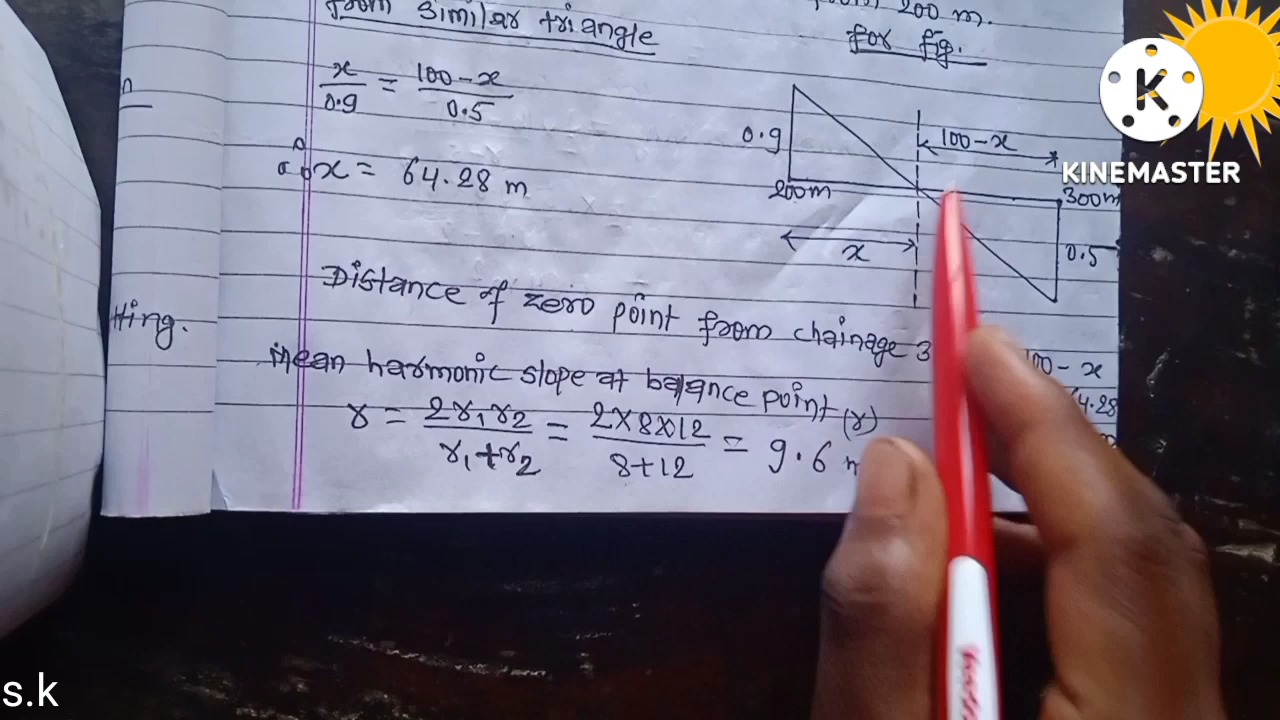 from similar triangle
200 m.
for fig.
x/0.9 = 100-x/0.5
x = 64.28 m
0.9
100-x
200m
300m
x
0.5
Distance of zero point from chainage 3
100-x
64.28
Mean harmonic slope at balance point (r)
r = 2r₁r₂/r₁+r₂ = 2×8×12/8+12 = 9.6
K
KINEMASTER
s.k